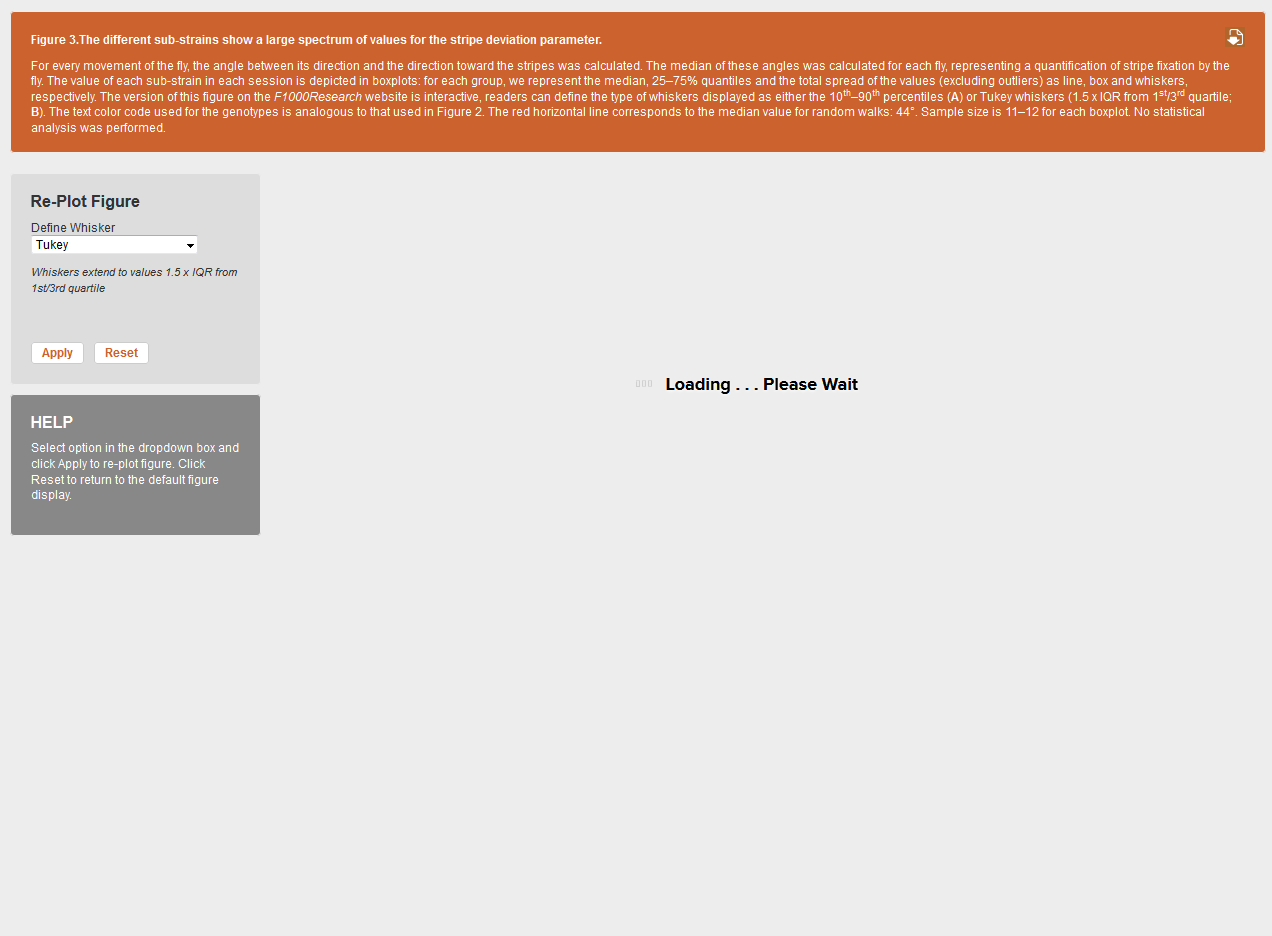 Figure 3.The different sub-strains show a large spectrum of values for the stripe deviation parameter.
For every movement of the fly, the angle between its direction and the direction toward the stripes was calculated. The median of these angles was calculated for each fly, representing a quantification of stripe fixation by the
fly. The value of each sub-strain in each session is depicted in boxplots: for each group, we represent the median, 25–75% quantiles and the total spread of the values (excluding outliers) as line, box and whiskers,
respectively. The version of this figure on the F1000Research website is interactive, readers can define the type of whiskers displayed as either the 10th–90th percentiles (A) or Tukey whiskers (1.5 x IQR from 1st/3rd quartile;
B). The text color code used for the genotypes is analogous to that used in Figure 2. The red horizontal line corresponds to the median value for random walks: 44°. Sample size is 11–12 for each boxplot. No statistical
analysis was performed.
Re-Plot Figure
Define Whisker
Tukey
Whiskers extend to values 1.5 x IQR from
1st/3rd quartile
Apply Reset
Loading . . . Please Wait
HELP
Select option in the dropdown box and
click Apply to re-plot figure. Click
Reset to return to the default figure
display.